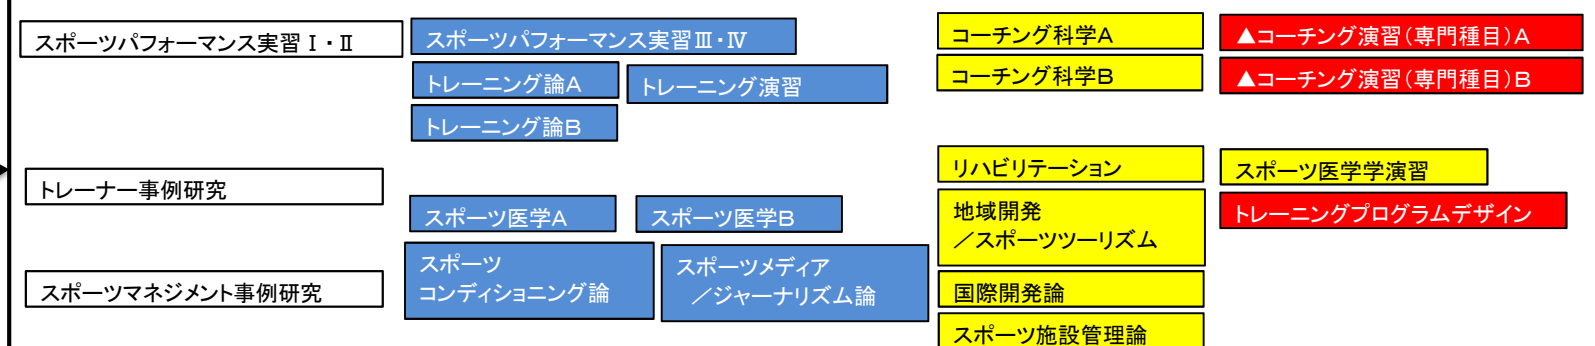 スポーツパフォーマンス実習Ⅰ・Ⅱ
スポーツパフォーマンス実習Ⅲ・Ⅳ
コーチング科学A
▲コーチング演習(専門種目)A
トレーニング論A
トレーニング演習
コーチング科学B
▲コーチング演習(専門種目)B
トレーニング論B
トレーナー事例研究
リハビリテーション
スポーツ医学学演習
スポーツ医学A
スポーツ医学B
地域開発
／スポーツツーリズム
トレーニングプログラムデザイン
スポーツマネジメント事例研究
スポーツ
コンディショニング論
スポーツメディア
／ジャーナリズム論
国際開発論
スポーツ施設管理論